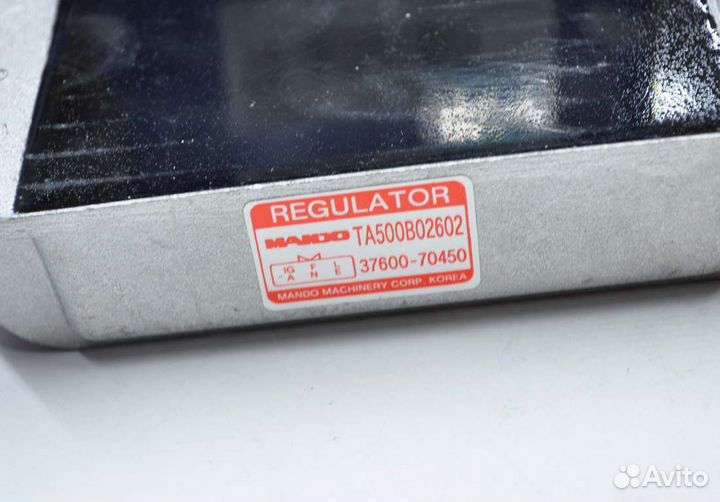 REGULATOR
MANDO TA500B02602
IG F L
A N E
37600-70450
MANDO MACHINERY CORP. KOREA
Avito